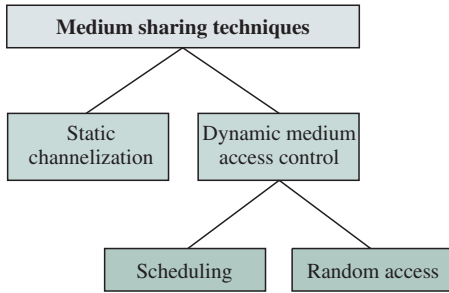 Medium sharing techniques
Static
channelization
Dynamic medium
access control
Scheduling
Random access